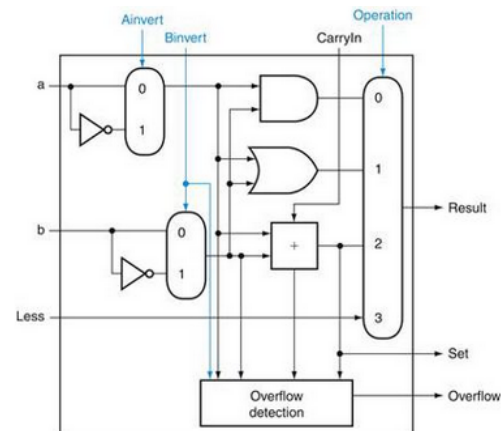 Ainvert
Operation
Binvert
CarryIn
a
0
0
1
1
Result
b
0
+
2
1
Less
3
Set
Overflow detection
Overflow